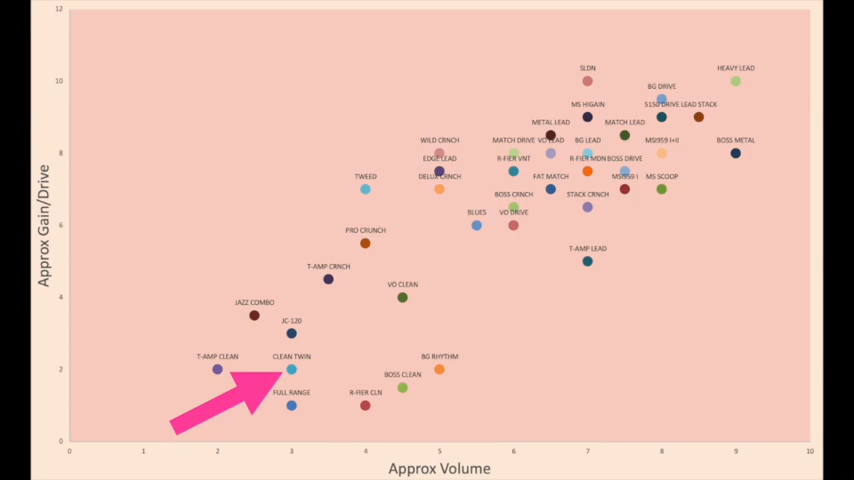 12
SLDN
HEAVY LEAD
10
BG DRIVE
MS HIGAIN
S150 DRIVE LEAD STACK
METAL LEAD
MATCH LEAD
WILD CRNCH
MATCH DRIVE
VO LEAD
BG LEAD
MSI959 I+II
BOSS METAL
8
EDGE LEAD
R-FIER VNT
R-FIER MDN
BOSS DRIVE
TWEED
DELUX CRNCH
FAT MATCH
MSI959 I
MS SCOOP
BOSS CRNCH
STACK CRNCH
BLUES
VO DRIVE
6
PRO CRUNCH
T-AMP LEAD
T-AMP CRNCH
VO CLEAN
4
JAZZ COMBO
JC-120
T-AMP CLEAN
CLEAN TWIN
BG RHYTHM
2
BOSS CLEAN
FULL RANGE
R-FIER CLN
0
Approx Gain/Drive
0 1 2 3 4 5 6 7 8 9 10
Approx Volume